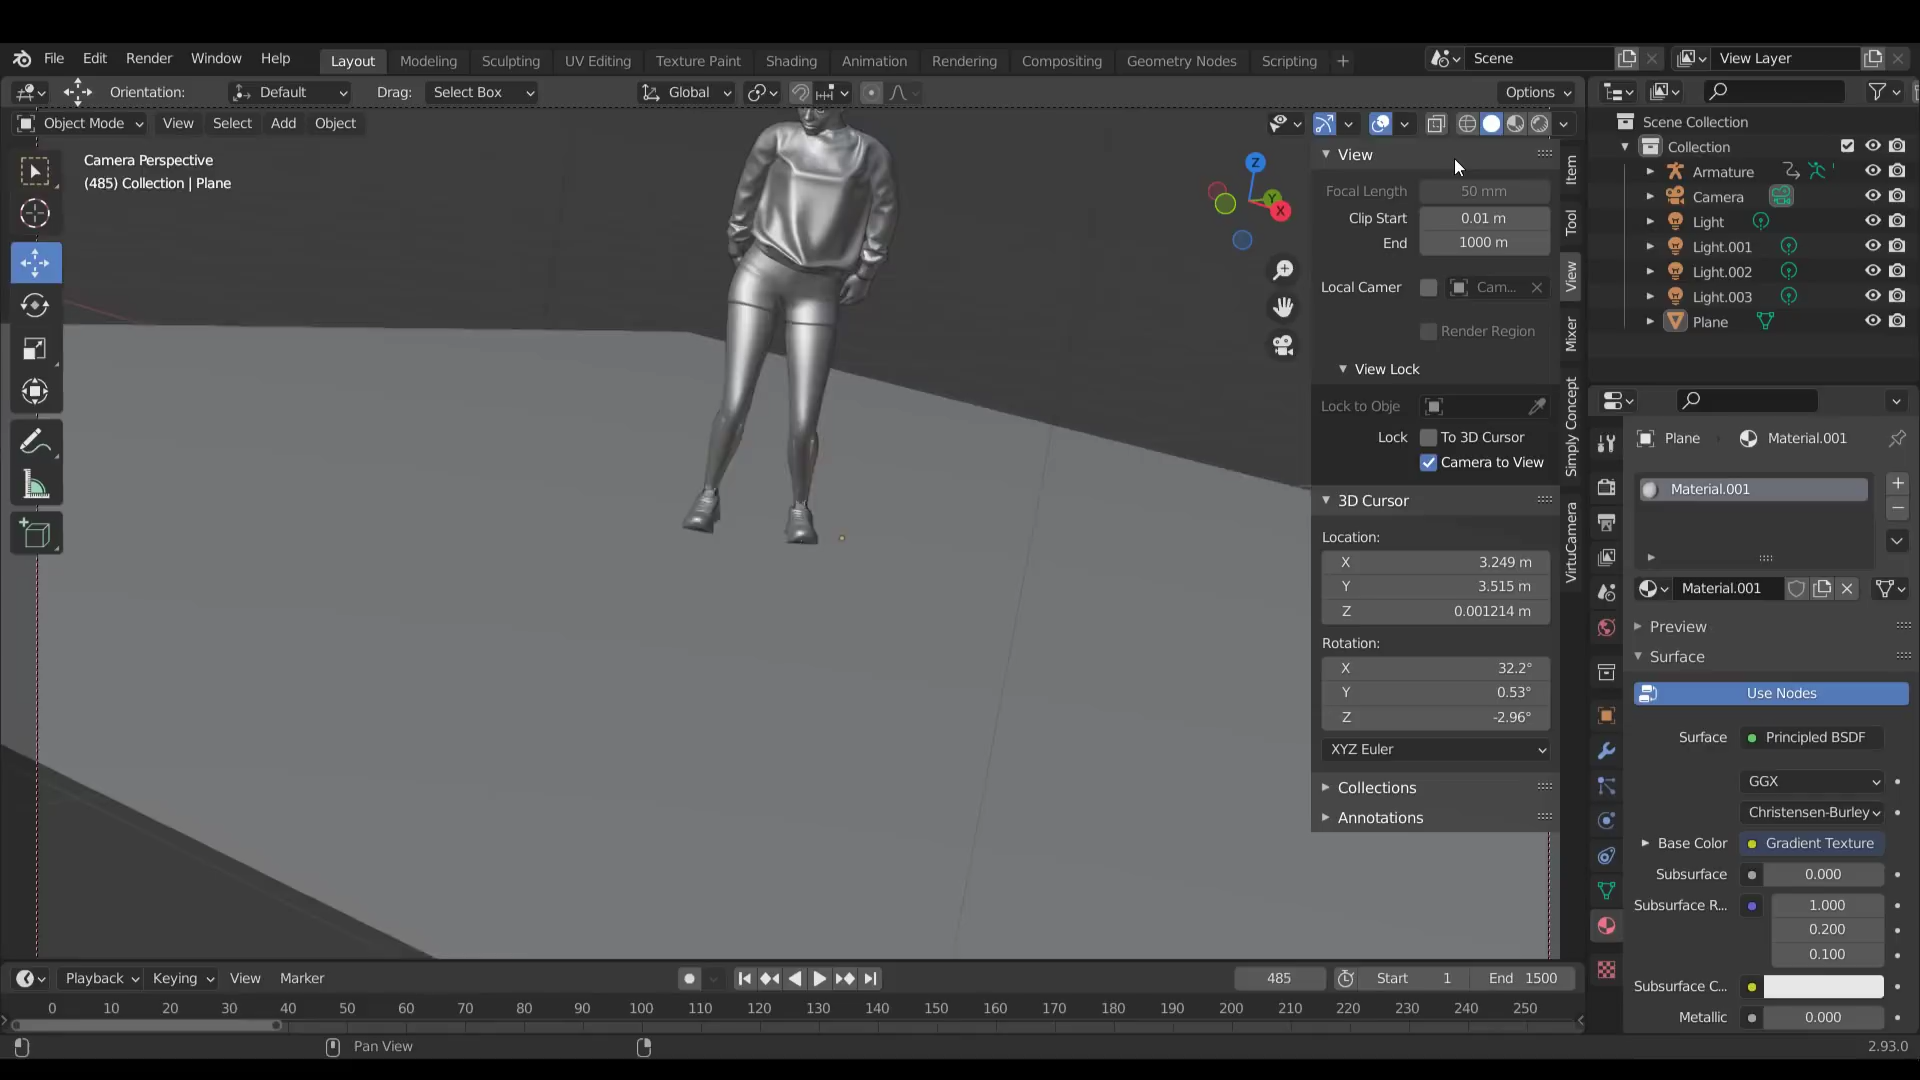 File Edit Render Window Help Layout Modeling Sculpting UV Editing Texture Paint Shading Animation Rendering Compositing Geometry Nodes Scripting + Scene View Layer
Orientation: Default Drag: Select Box Global Options
Object Mode View Select Add Object
Camera Perspective
(485) Collection | Plane
Z
Y
X
View
Focal Length 50 mm
Clip Start 0.01 m
End 1000 m
Local Camer Cam...
Render Region
View Lock
Lock to Obje
Lock To 3D Cursor
Camera to View
3D Cursor
Location:
X 3.249 m
Y 3.515 m
Z 0.001214 m
Rotation:
X 32.2°
Y 0.53°
Z -2.96°
XYZ Euler
Collections
Annotations
Item
Tool
View
Mixer
Simply Concept
VirtuCamera
Scene Collection
Collection
Armature
Camera
Light
Light.001
Light.002
Light.003
Plane
Plane Material.001
Material.001
Material.001
Preview
Surface
Use Nodes
Surface Principled BSDF
GGX
Christensen-Burley
Base Color Gradient Texture
Subsurface 0.000
Subsurface R... 1.000
0.200
0.100
Subsurface C...
Metallic 0.000
Playback Keying View Marker 485 Start 1 End 1500
0 10 20 30 40 50 60 70 80 90 100 110 120 130 140 150 160 170 180 190 200 210 220 230 240 250
Pan View 2.93.0